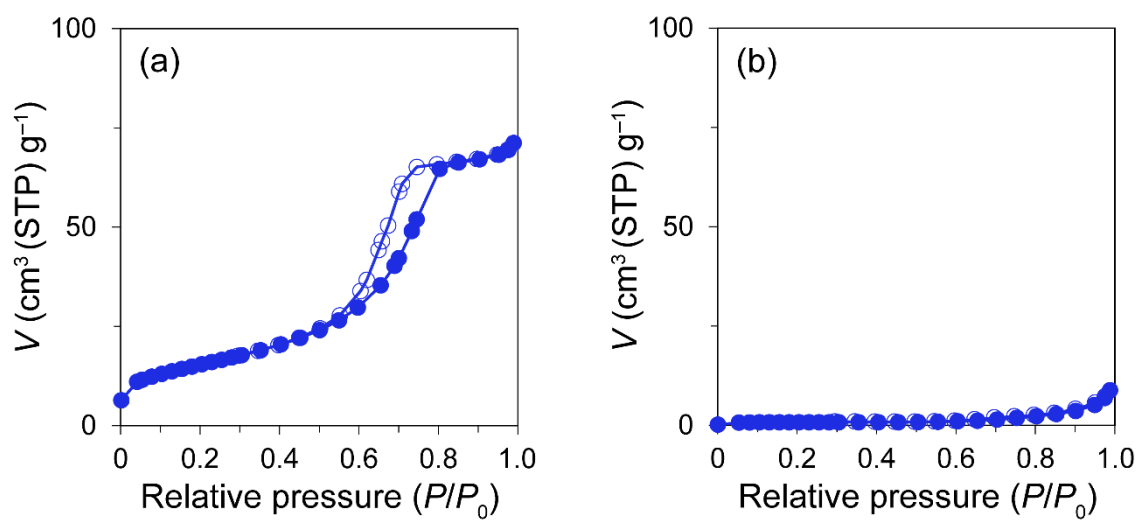 (a)
V (cm³ (STP) g⁻¹)
100
50
0
0 0.2 0.4 0.6 0.8 1.0
Relative pressure (P/P₀)
(b)
V (cm³ (STP) g⁻¹)
100
50
0
0 0.2 0.4 0.6 0.8 1.0
Relative pressure (P/P₀)